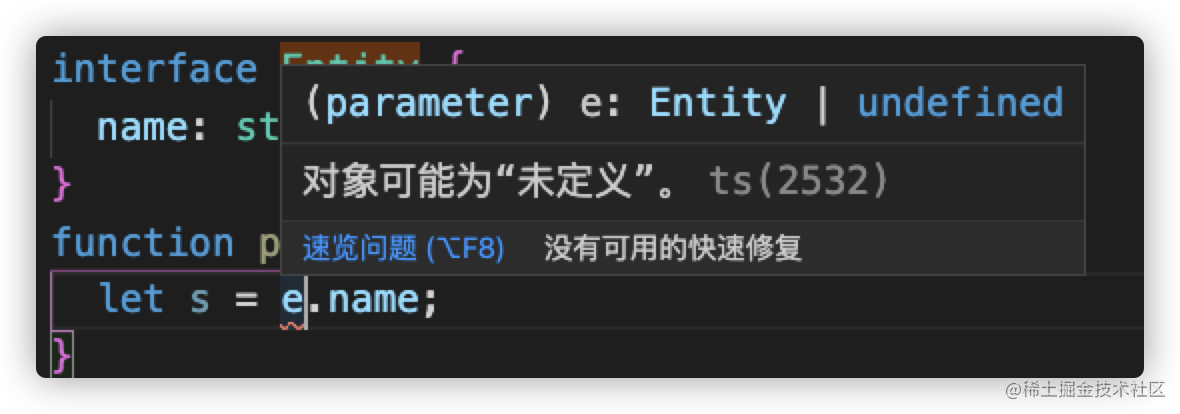 interface Entity {
(parameter) e: Entity | undefined
name: st
对象可能为“未定义”。 ts(2532)
}
function p
速览问题 (⌥F8) 没有可用的快速修复
let s = e.name;
}
@稀土掘金技术社区